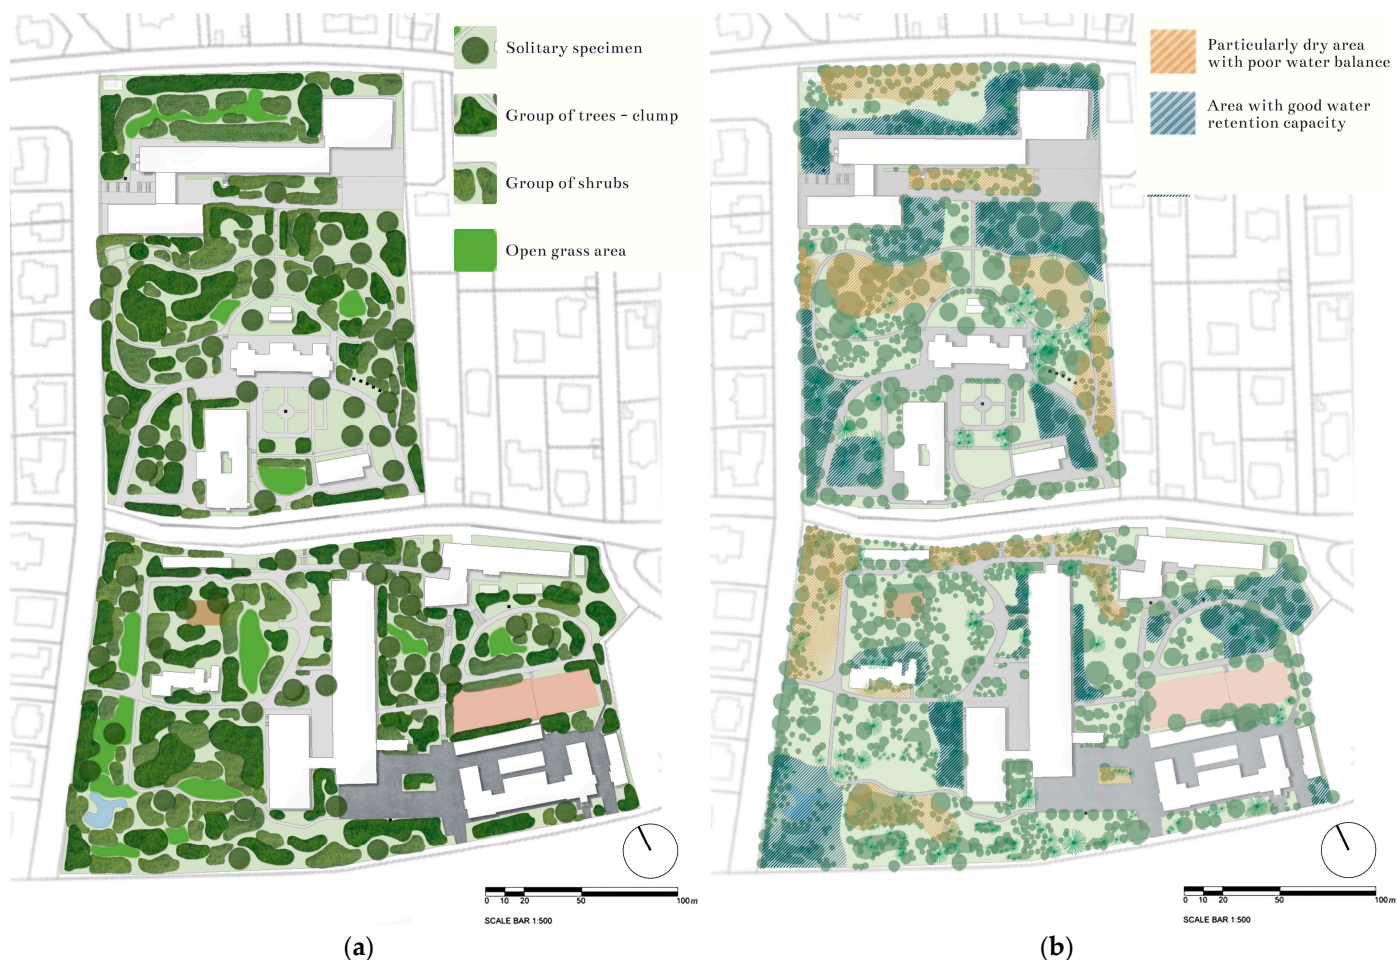 Solitary specimen
Group of trees - clump
Group of shrubs
Open grass area
0 10 20 50 100 m
SCALE BAR 1:500
(a)
Particularly dry area
with poor water balance
Area with good water
retention capacity
0 10 20 50 100 m
SCALE BAR 1:500
(b)